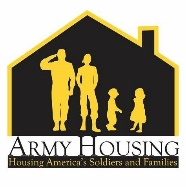 ARMY HOUSING
Housing America's Soldiers and Families